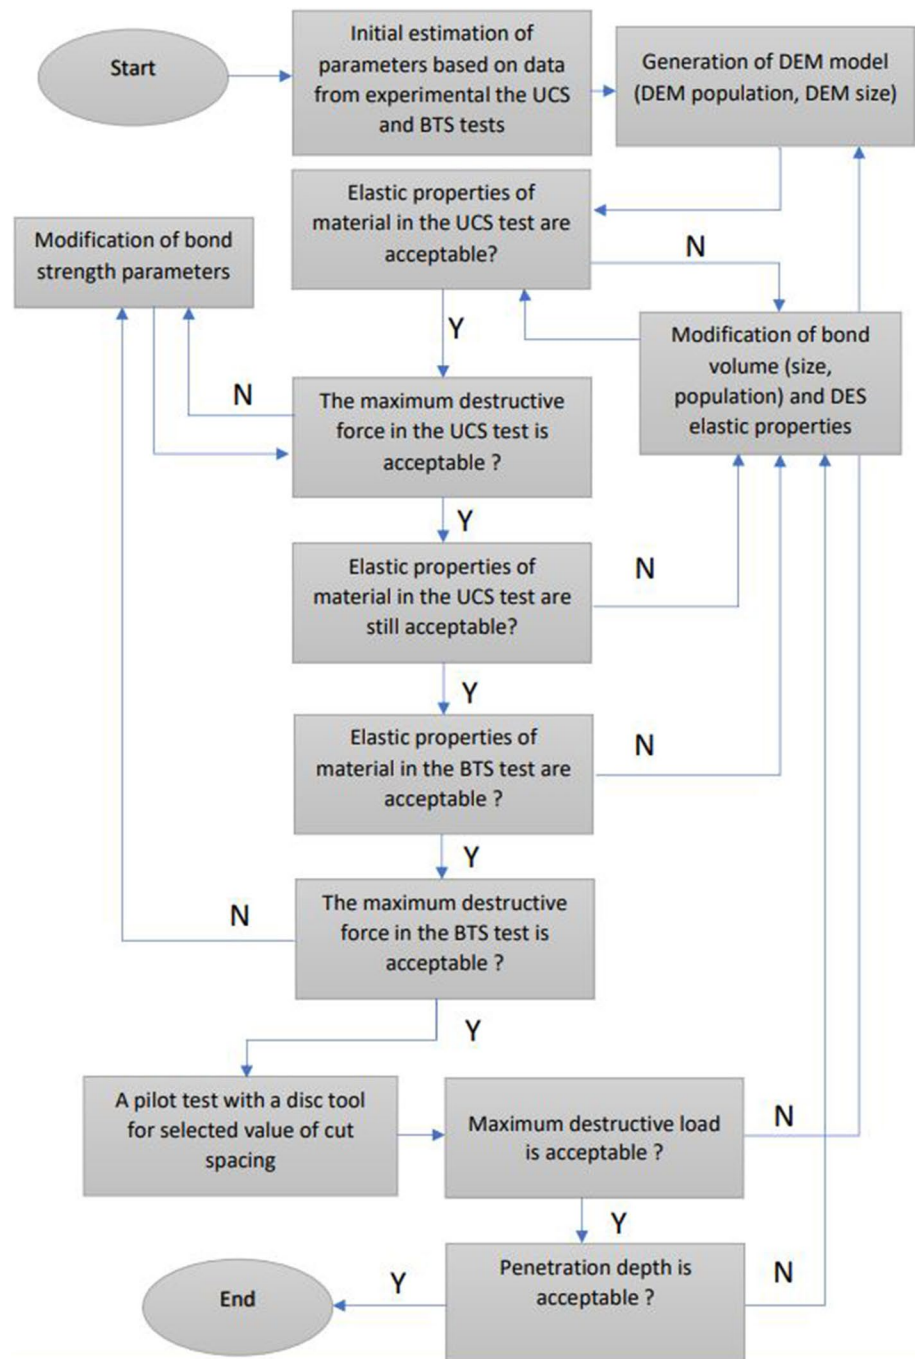 Start
Initial estimation of
parameters based on data
from experimental the UCS
and BTS tests
Generation of DEM model
(DEM population, DEM size)
Elastic properties of
material in the UCS test are
acceptable?
N
Modification of bond
strength parameters
Y
Modification of bond
volume (size,
population) and DES
elastic properties
N
The maximum destructive
force in the UCS test is
acceptable ?
Y
Elastic properties of
material in the UCS test are
still acceptable?
N
Y
Elastic properties of
material in the BTS test are
acceptable ?
N
Y
The maximum destructive
force in the BTS test is
acceptable ?
N
Y
A pilot test with a disc tool
for selected value of cut
spacing
Maximum destructive load
is acceptable ?
N
Y
Penetration depth is
acceptable ?
N
Y
End